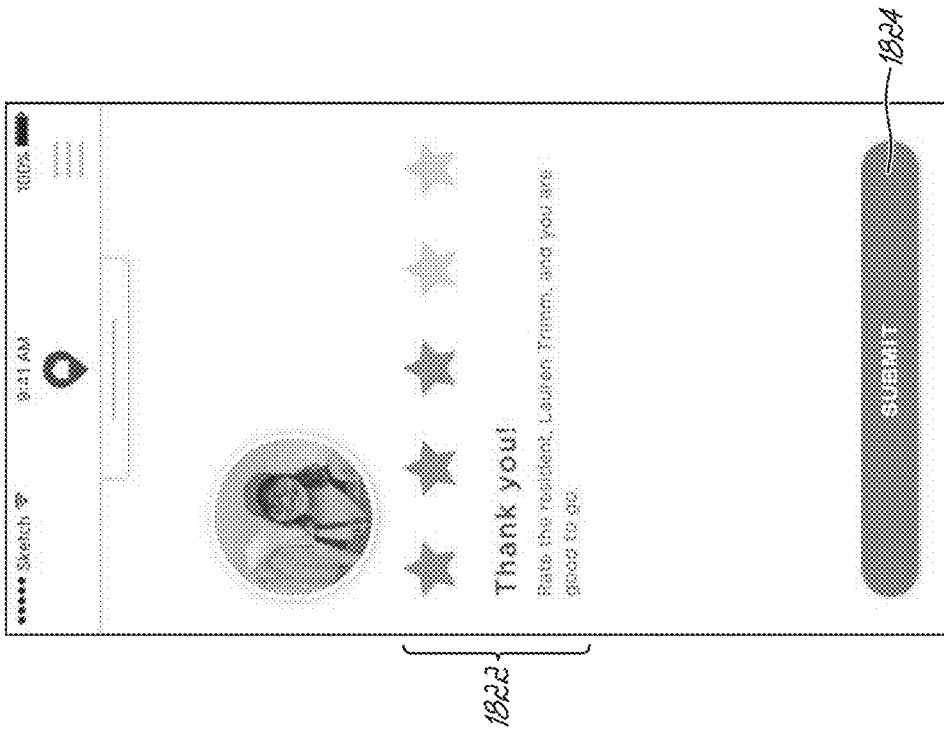 Sketch 9:41 AM 100%
Thank you!
Rate the resident, Lauren Trimm, and you are
good to go.
SUBMIT
1822
1824